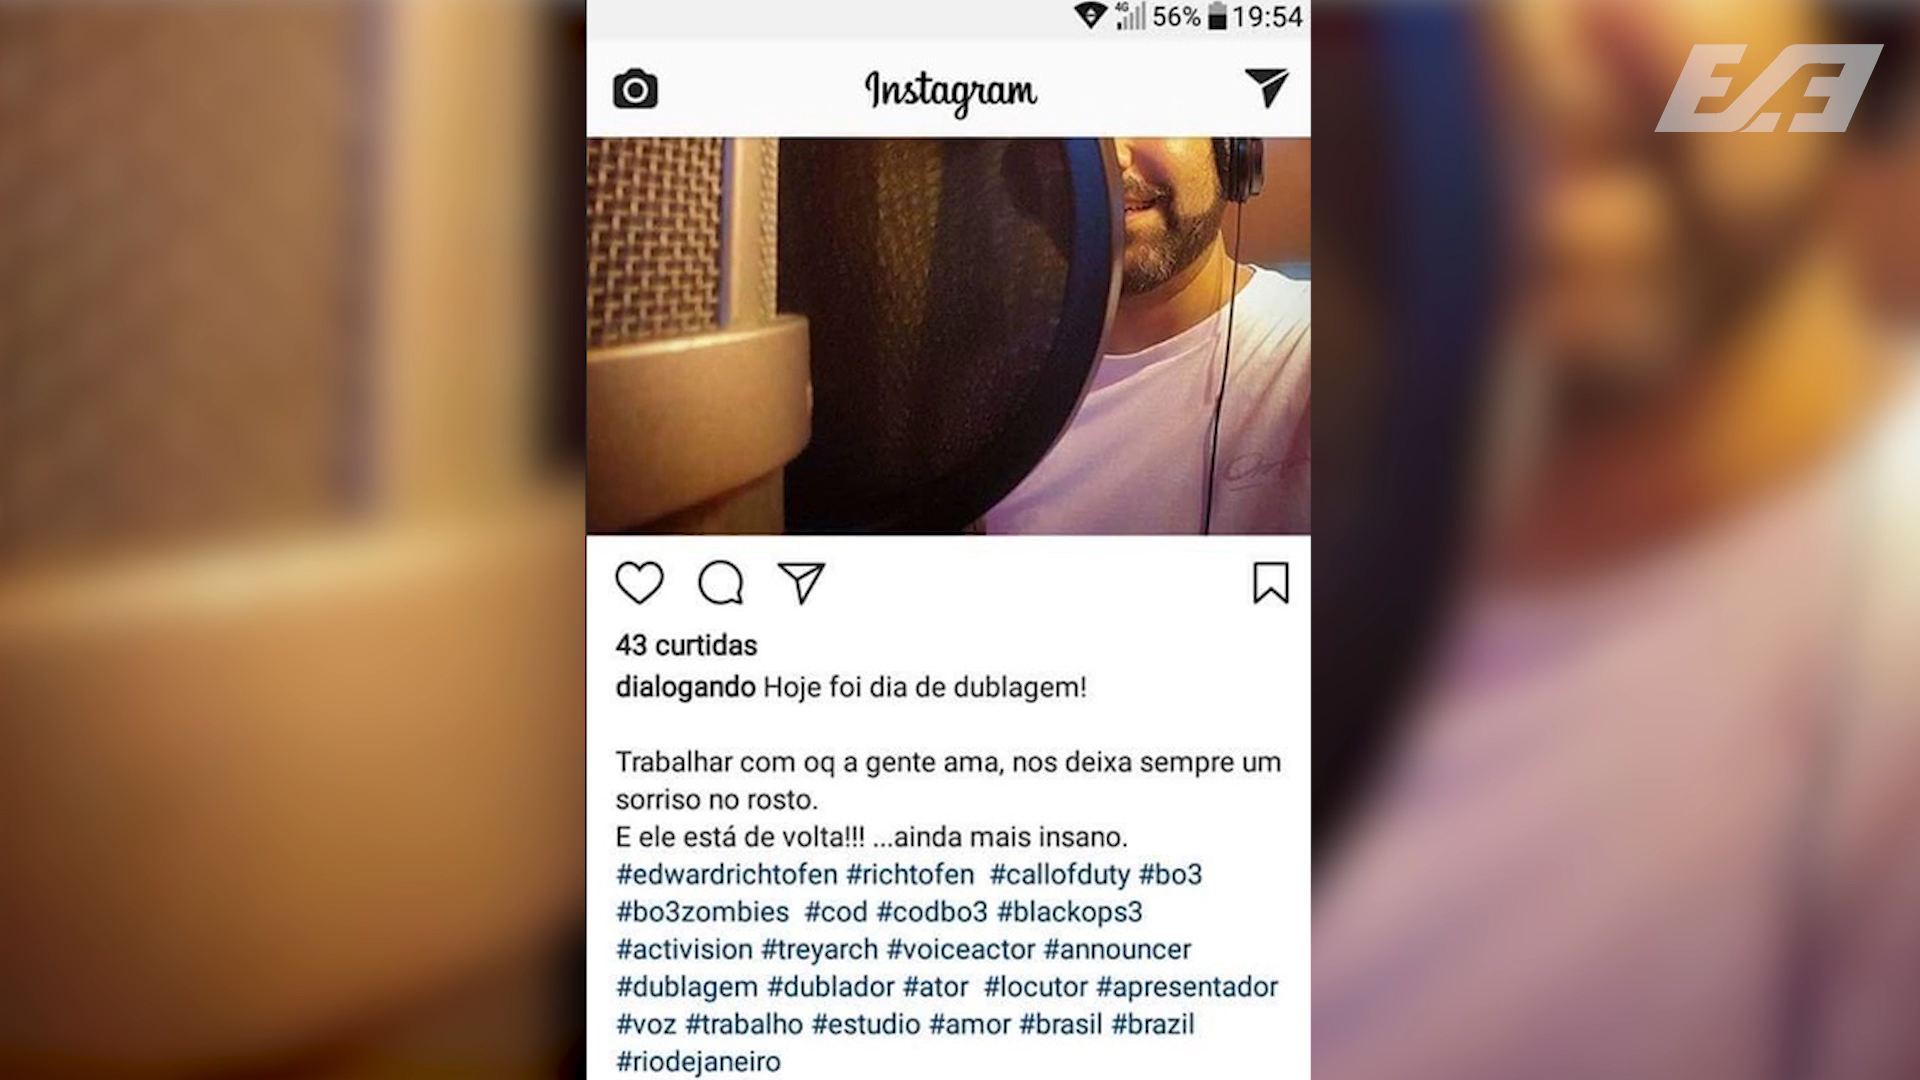 4G 56% 19:54
Instagram
43 curtidas
dialogando Hoje foi dia de dublagem!
Trabalhar com oq a gente ama, nos deixa sempre um
sorriso no rosto.
E ele está de volta!!! ...ainda mais insano.
#edwardrichtofen #richtofen #callofduty #bo3
#bo3zombies #cod #codbo3 #blackops3
#activision #treyarch #voiceactor #announcer
#dublagem #dublador #ator #locutor #apresentador
#voz #trabalho #estudio #amor #brasil #brazil
#riodejaneiro